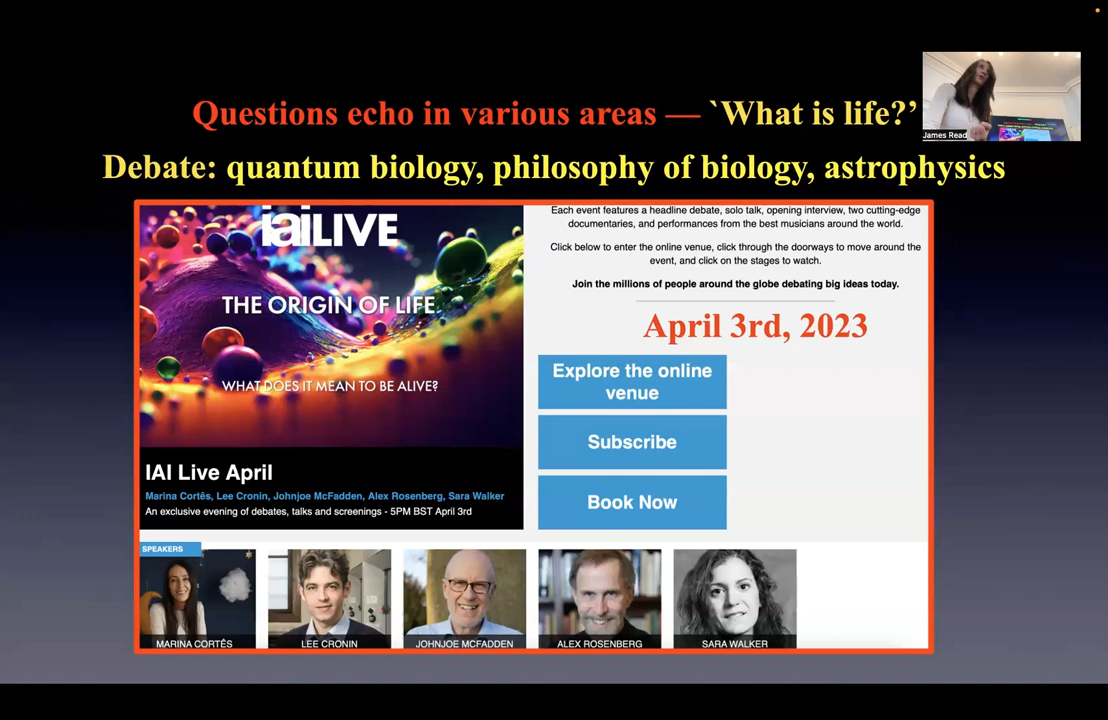 Questions echo in various areas — `What is life?’
James Read
Debate: quantum biology, philosophy of biology, astrophysics
iaiLIVE
THE ORIGIN OF LIFE
WHAT DOES IT MEAN TO BE ALIVE?
IAI Live April
Marina Cortês, Lee Cronin, Johnjoe McFadden, Alex Rosenberg, Sara Walker
An exclusive evening of debates, talks and screenings - 5PM BST April 3rd
Each event features a headline debate, solo talk, opening interview, two cutting-edge
documentaries, and performances from the best musicians around the world.
Click below to enter the online venue, click through the doorways to move around the
event, and click on the stages to watch.
Join the millions of people around the globe debating big ideas today.
April 3rd, 2023
Explore the online
venue
Subscribe
Book Now
SPEAKERS
MARINA CORTÊS
LEE CRONIN
JOHNJOE MCFADDEN
ALEX ROSENBERG
SARA WALKER